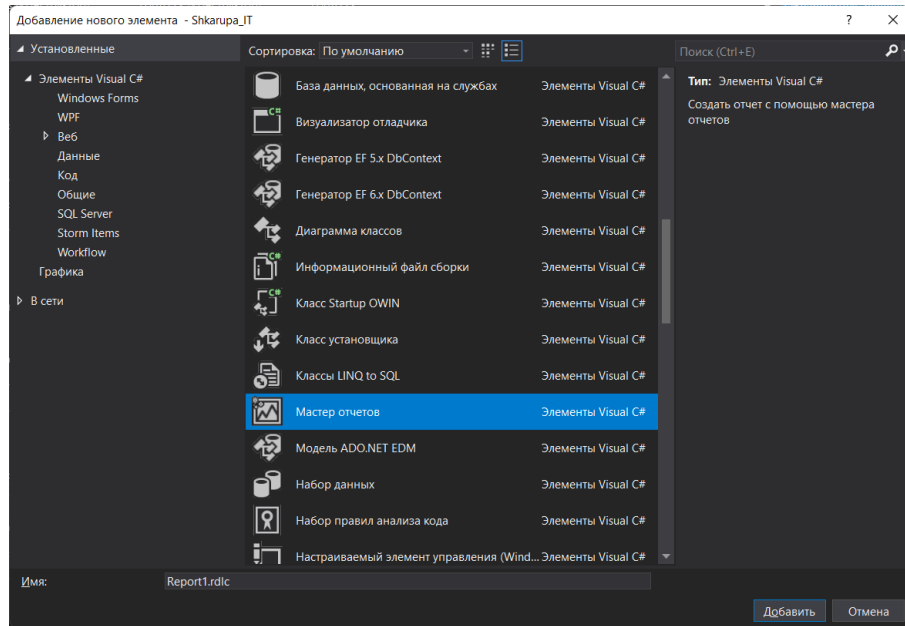 Добавление нового элемента - Shkarupa_IT
? ×
Установленные
Сортировка: По умолчанию
Поиск (Ctrl+E)
Элементы Visual C#
Windows Forms
WPF
Веб
Данные
Код
Общие
SQL Server
Storm Items
Workflow
Графика
В сети
База данных, основанная на службах Элементы Visual C#
Визуализатор отладчика Элементы Visual C#
Генератор EF 5.x DbContext Элементы Visual C#
Генератор EF 6.x DbContext Элементы Visual C#
Диаграмма классов Элементы Visual C#
Информационный файл сборки Элементы Visual C#
Класс Startup OWIN Элементы Visual C#
Класс установщика Элементы Visual C#
Классы LINQ to SQL Элементы Visual C#
Мастер отчетов Элементы Visual C#
Модель ADO.NET EDM Элементы Visual C#
Набор данных Элементы Visual C#
Набор правил анализа кода Элементы Visual C#
Настраиваемый элемент управления (Wind... Элементы Visual C#
Тип: Элементы Visual C#
Создать отчет с помощью мастера
отчетов
Имя: Report1.rdlc
Добавить Отмена